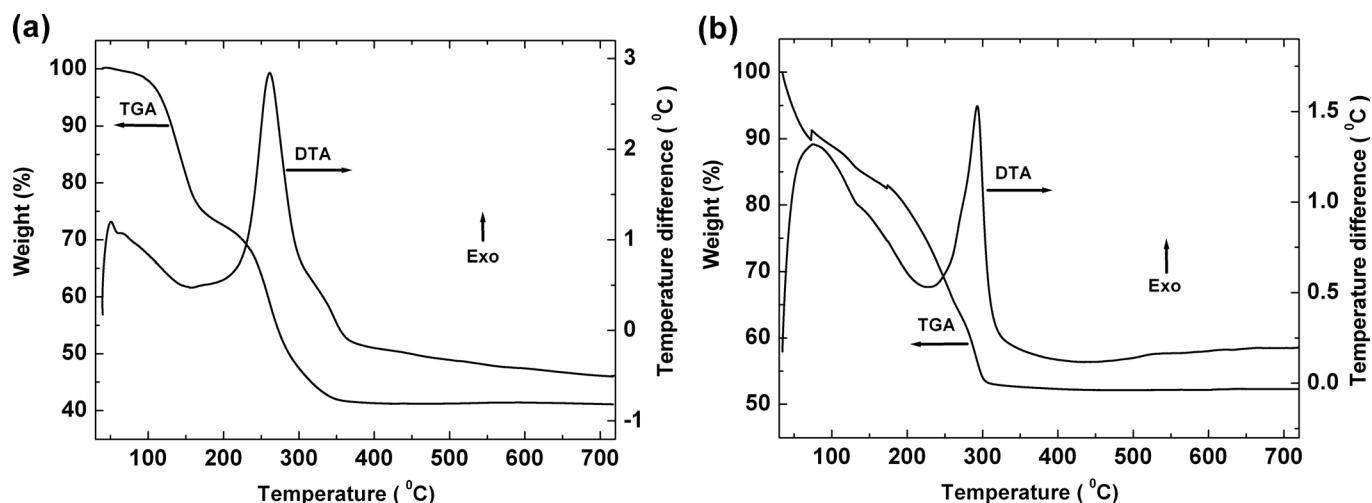 (a)
100
90
80
70
60
50
40
Weight (%)
TGA
DTA
Exo
3
2
1
0
-1
Temperature difference ( ⁰C )
100 200 300 400 500 600 700
Temperature ( ⁰C)
(b)
100
90
80
70
60
50
Weight (%)
DTA
TGA
Exo
1.5
1.0
0.5
0.0
Temperature difference ( ⁰C )
100 200 300 400 500 600 700
Temperature ( ⁰C)